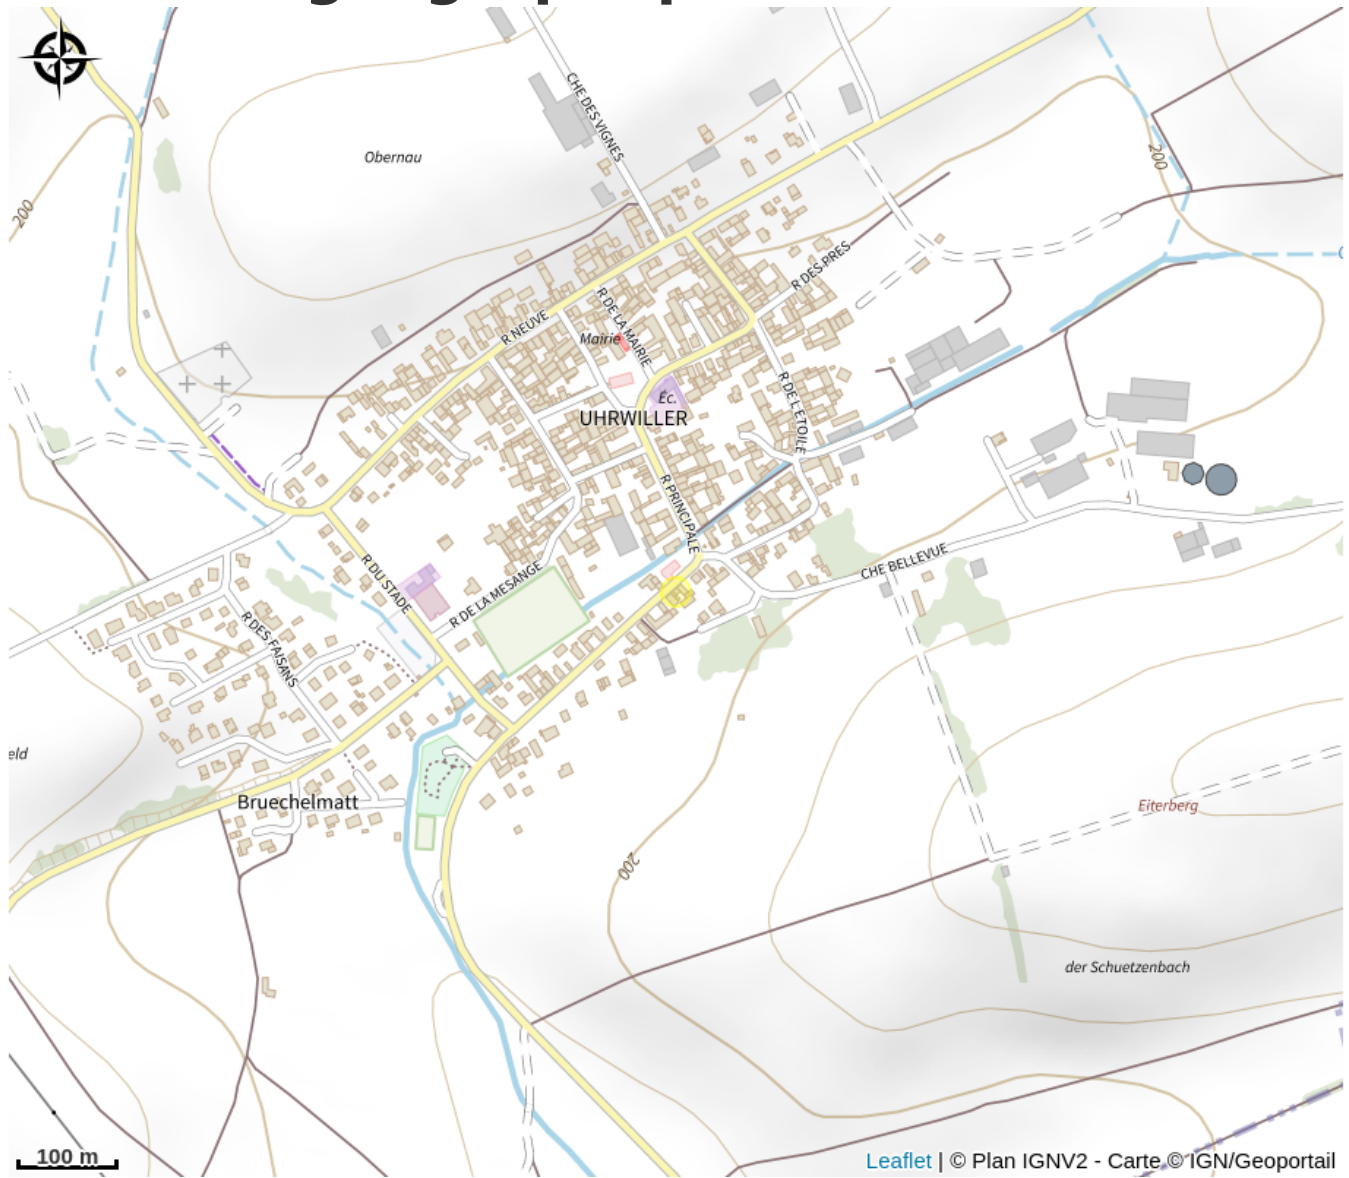 CHE DES VIGNES
Obernau
200
200
R DES PRES
R NEUVE
R DE LA MAIRIE
Mairie
Éc.
UHRWILLER
R DE L'ETOILE
R PRINCIPALE
CHE BELLEVUE
R DU STADE
R DE LA MESANGE
R DES FAISANS
eld
Bruechelmatt
Eiterberg
200
der Schuetzenbach
100 m
Leaflet | © Plan IGNV2 - Carte © IGN/Geoportail